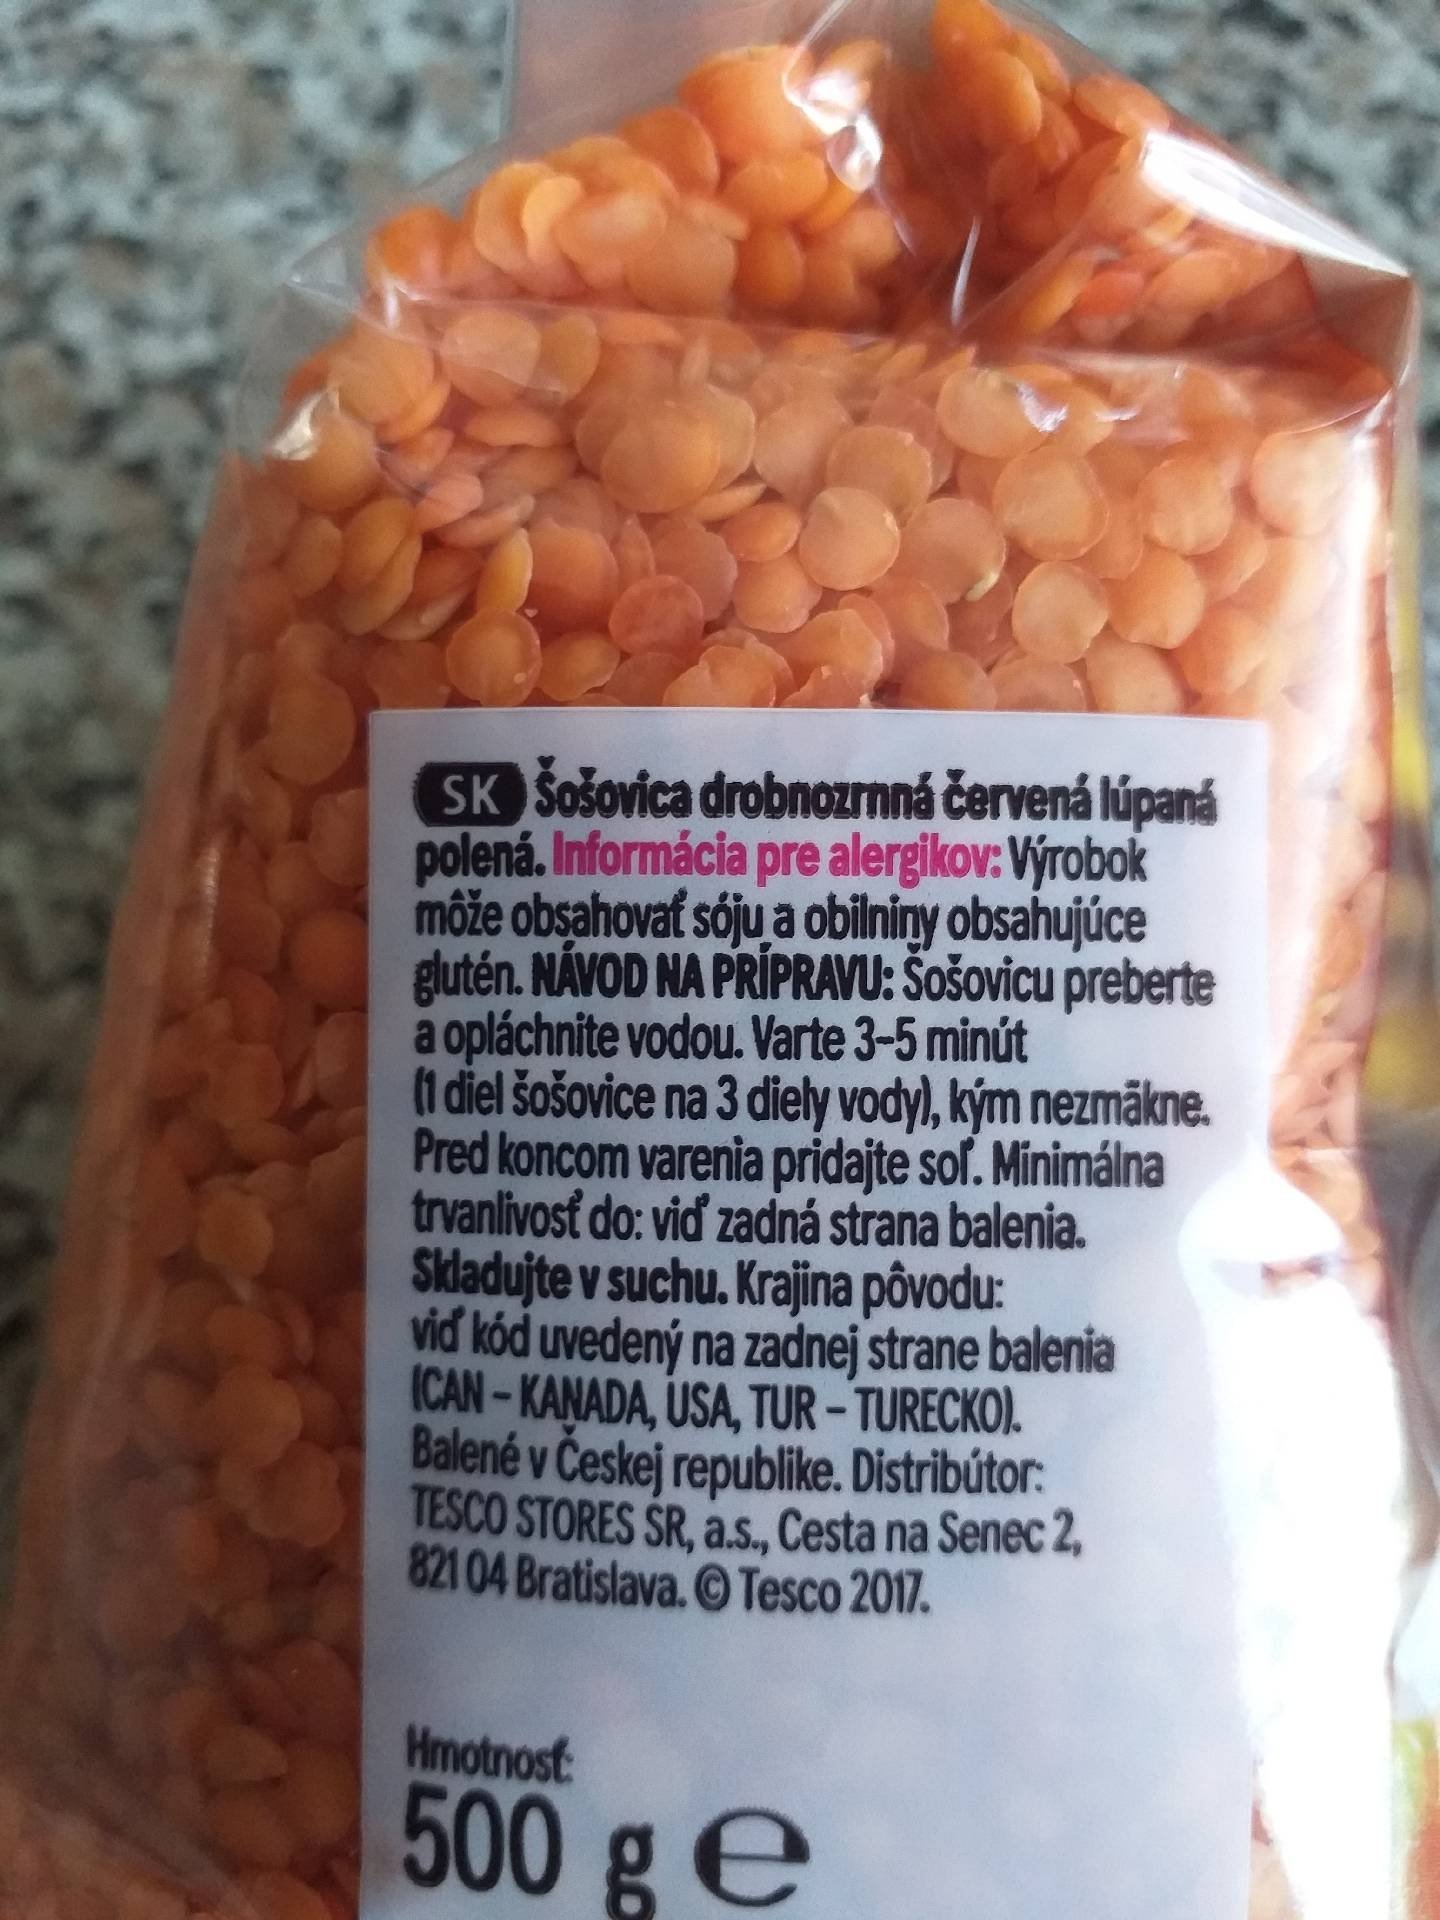 SK Šošovica drobnozrnná červená lúpaná
polená. Informácia pre alergikov: Výrobok
môže obsahovať sóju a obilniny obsahujúce
glutén. NÁVOD NA PRÍPRAVU: Šošovicu preberte
a opláchnite vodou. Varte 3-5 minút
(1 diel šošovice na 3 diely vody), kým nezmäkne.
Pred koncom varenia pridajte soľ. Minimálna
trvanlivosť do: viď zadná strana balenia.
Skladujte v suchu. Krajina pôvodu:
viď kód uvedený na zadnej strane balenia
(CAN – KANADA, USA, TUR – TURECKO).
Balené v Českej republike. Distribútor:
TESCO STORES SR, a.s., Cesta na Senec 2,
821 04 Bratislava. © Tesco 2017.
Hmotnosť:
500 g ℮